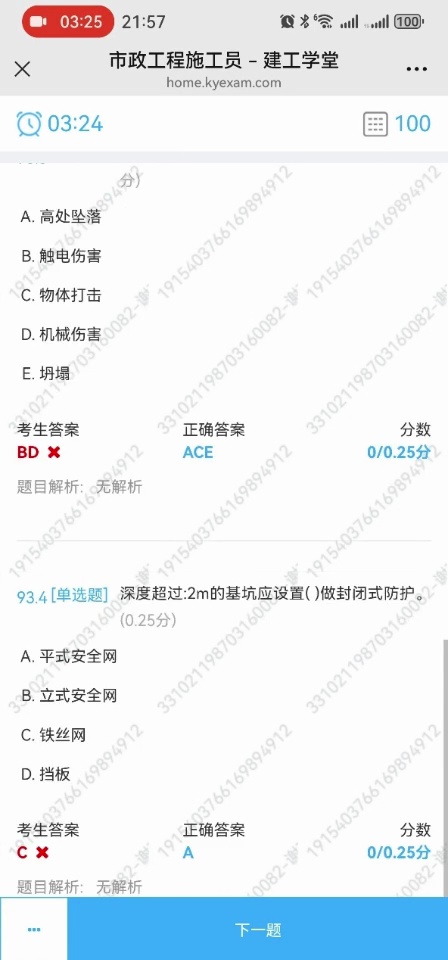 03:25 21:57 100
市政工程施工员 – 建工学堂
home.kyexam.com
03:24 100
分)
A. 高处坠落
B. 触电伤害
C. 物体打击
D. 机械伤害
E. 坍塌
考生答案 正确答案 分数
BD ACE 0/0.25分
题目解析: 无解析
93.4 [单选题] 深度超过:2m的基坑应设置( )做封闭式防护。
(0.25分)
A. 平式安全网
B. 立式安全网
C. 铁丝网
D. 挡板
考生答案 正确答案 分数
C A 0/0.25分
题目解析: 无解析
下一题